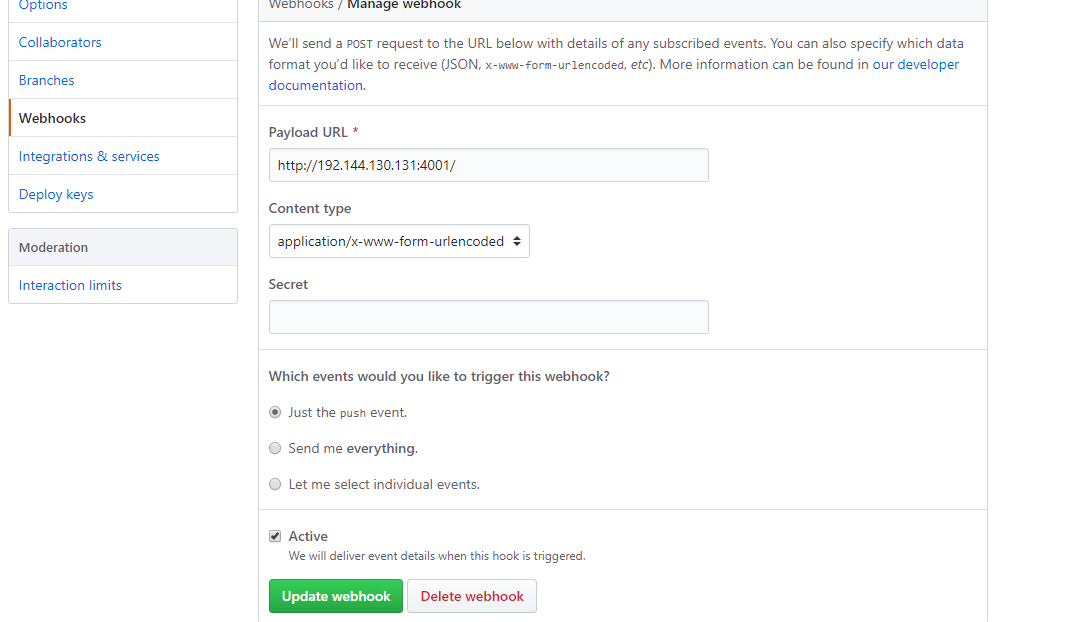 Options
Collaborators
Branches
Webhooks
Integrations & services
Deploy keys
Moderation
Interaction limits
Webhooks / Manage webhook
We’ll send a POST request to the URL below with details of any subscribed events. You can also specify which data
format you’d like to receive (JSON, x-www-form-urlencoded, etc). More information can be found in our developer
documentation.
Payload URL *
http://192.144.130.131:4001/
Content type
application/x-www-form-urlencoded
Secret
Which events would you like to trigger this webhook?
Just the push event.
Send me everything.
Let me select individual events.
Active
We will deliver event details when this hook is triggered.
Update webhook
Delete webhook